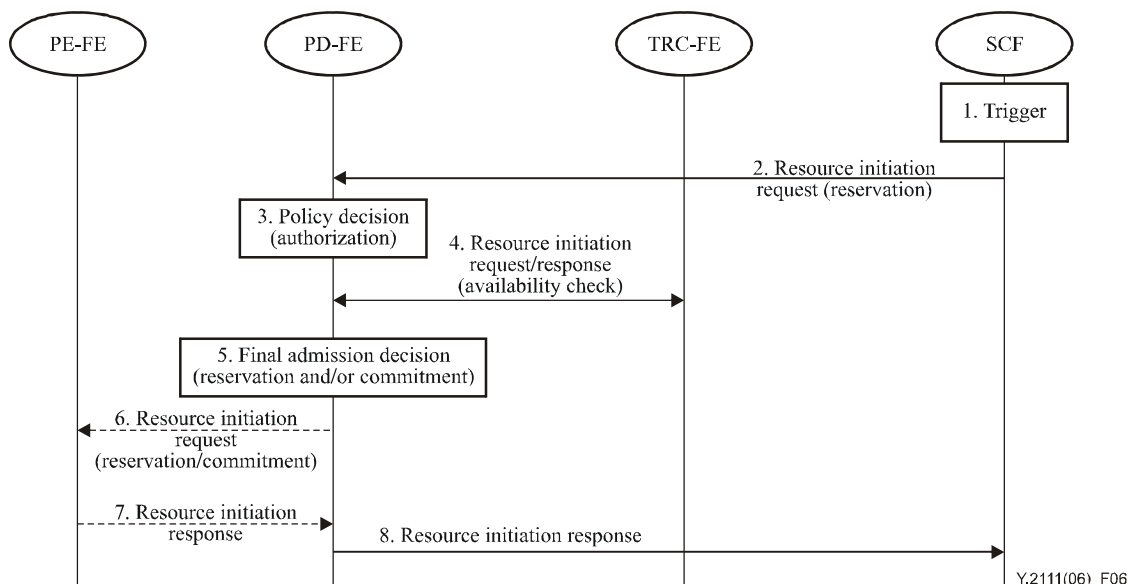 PE-FE
PD-FE
TRC-FE
SCF
1. Trigger
2. Resource initiation
request (reservation)
3. Policy decision
(authorization)
4. Resource initiation
request/response
(availability check)
5. Final admission decision
(reservation and/or commitment)
6. Resource initiation
request
(reservation/commitment)
7. Resource initiation
response
8. Resource initiation response
Y.2111(06)_F06